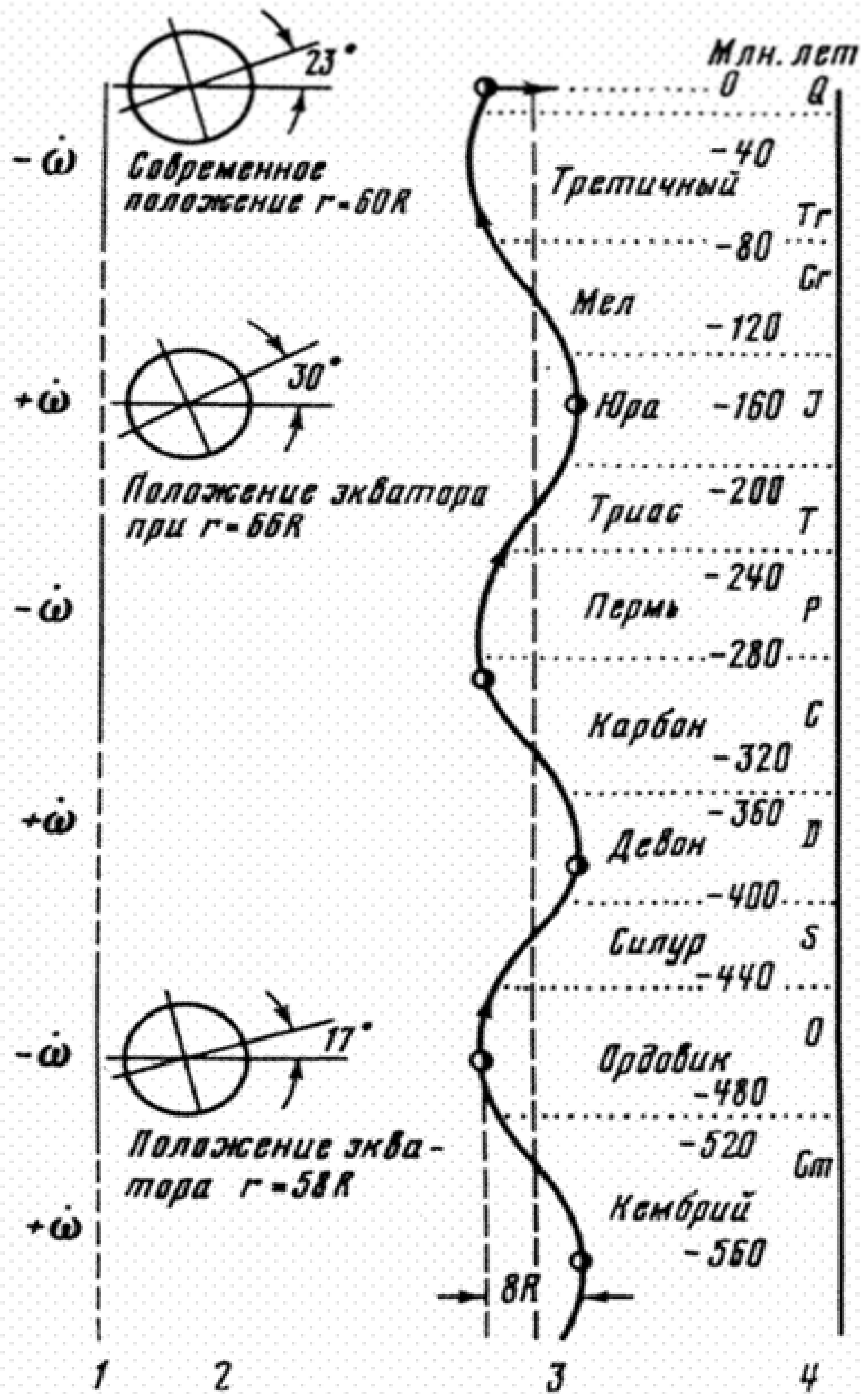 Млн. лет
0 Q
23°
-ω̇
Современное
положение r=60R
-40
Третичный
Tr
-80
Cr
Мел
-120
30°
+ω̇
Юра -160 J
Положение экватора
при r=66R
-200
Триас
T
-240
-ω̇
Пермь P
-280
Карбон C
-320
-360
+ω̇
Девон D
-400
Силур S
-440
17°
-ω̇
Ордовик O
-480
Положение эква-
тора r=58R
-520
Cm
Кембрий
+ω̇
-560
8R
1 2 3 4